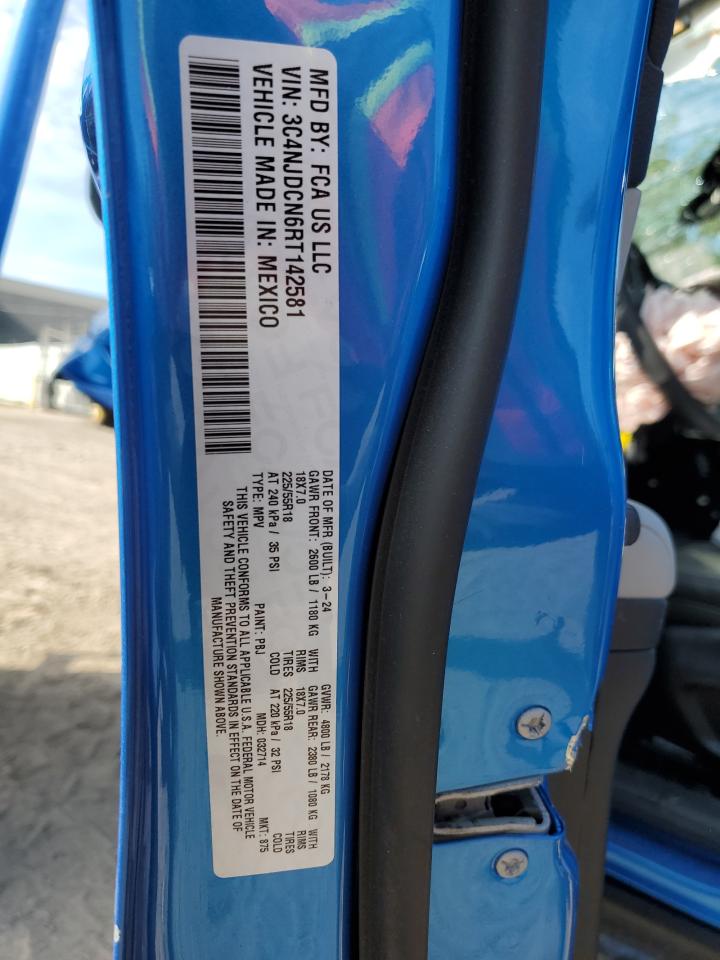 MFD BY: FCA US LLC
VIN: 3C4NJDCN6RT142581
VEHICLE MADE IN: MEXICO
DATE OF MFR (BUILT): 3-24 GVWR: 4800 LB / 2178 KG
GAWR FRONT: 2600 LB / 1180 KG WITH GAWR REAR: 2380 LB / 1080 KG WITH
18X7.0 RIMS 18X7.0 RIMS
225/55R18 TIRES 225/55R18 TIRES
AT 240 kPa / 35 PSI COLD AT 220 kPa / 32 PSI COLD
TYPE: MPV PAINT: PBJ MDH: 032714 MKT: 875
THIS VEHICLE CONFORMS TO ALL APPLICABLE U.S.A. FEDERAL MOTOR VEHICLE
SAFETY AND THEFT PREVENTION STANDARDS IN EFFECT ON THE DATE OF
MANUFACTURE SHOWN ABOVE.